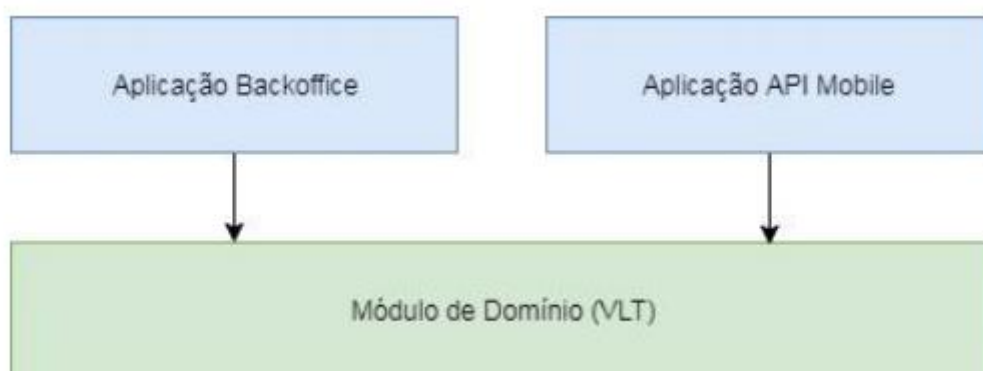 Aplicação Backoffice
Aplicação API Mobile
Módulo de Domínio (VLT)